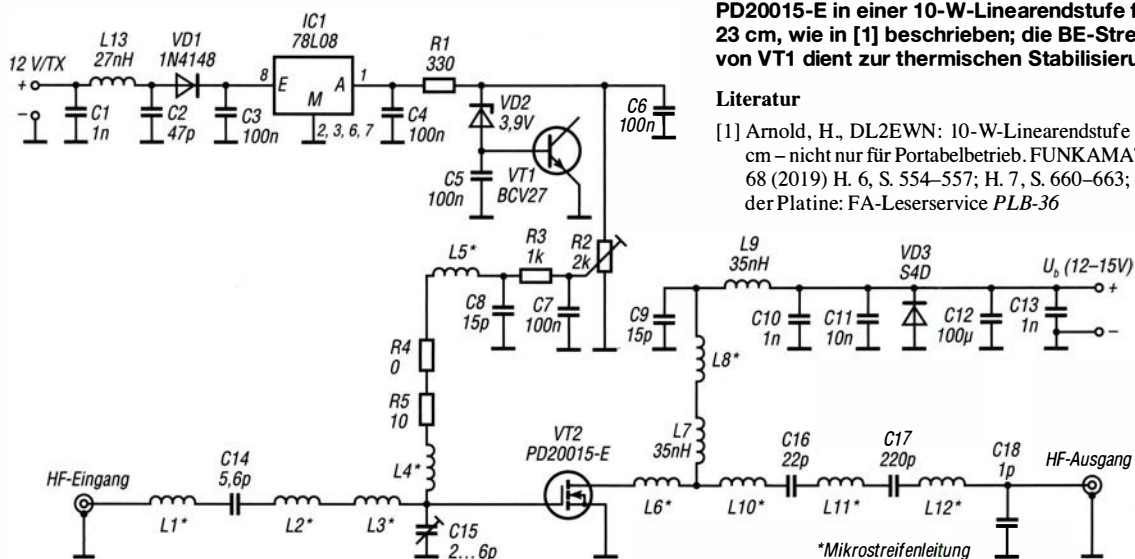 PD20015-E in einer 10-W-Linearendstufe f
23 cm, wie in [1] beschrieben; die BE-Stre
von VT1 dient zur thermischen Stabilisieru
Literatur
[1] Arnold, H., DL2EWN: 10-W-Linearendstufe
cm – nicht nur für Portabelbetrieb. FUNKAMA
68 (2019) H. 6, S. 554–557; H. 7, S. 660–663;
der Platine: FA-Leserservice PLB-36
12 V/TX
+
–
L13
27nH
VD1
1N4148
C1
1n
C2
47p
C3
100n
IC1
78L08
8
E
A
1
M
2, 3, 6, 7
C4
100n
R1
330
VD2
3,9V
C5
100n
VT1
BCV27
C6
100n
L5*
R3
1k
R2
2k
C8
15p
C7
100n
R4
0
R5
10
L4*
L9
35nH
VD3
S4D
Ub (12–15V)
+
–
C9
15p
C10
1n
C11
10n
C12
100µ
C13
1n
L8*
L7
35nH
HF-Eingang
L1*
C14
5,6p
L2*
L3*
C15
2...6p
VT2
PD20015-E
L6*
L10*
C16
22p
L11*
C17
220p
L12*
C18
1p
HF-Ausgang
*Mikrostreifenleitung